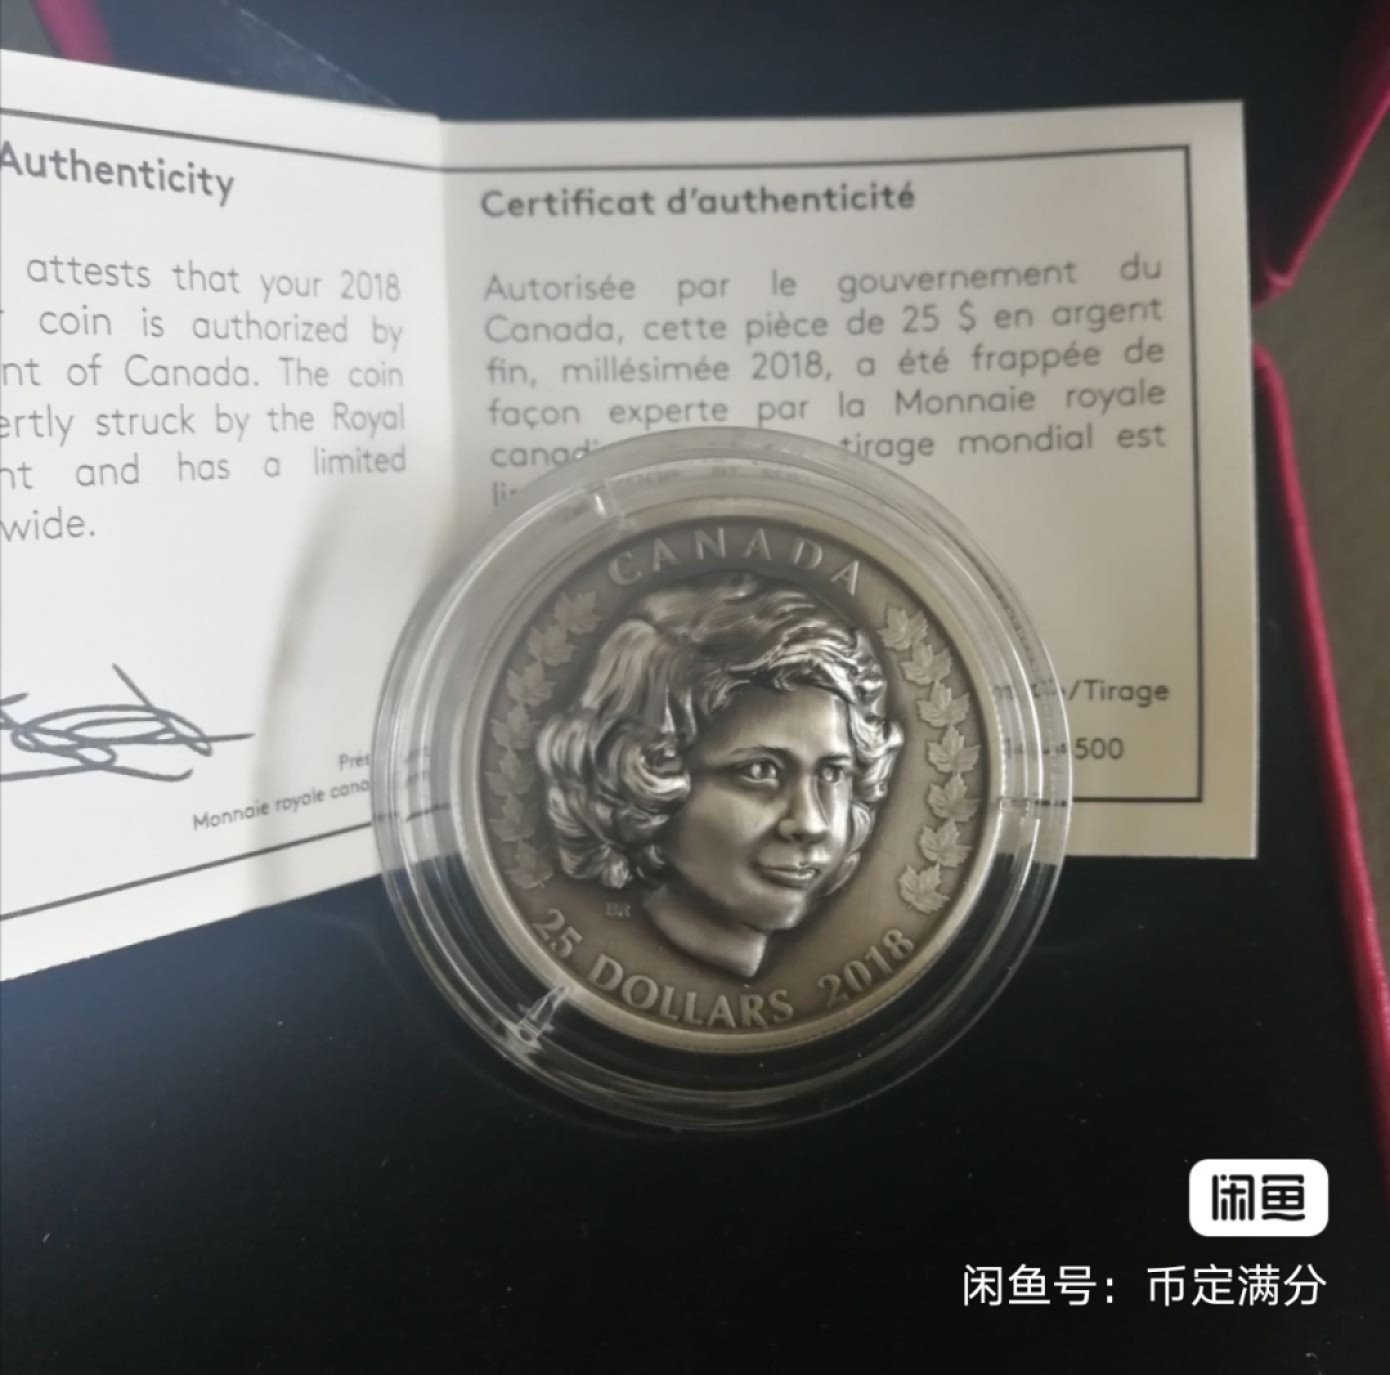 Authenticity
attests that your 2018
coin is authorized by
nt of Canada. The coin
ertly struck by the Royal
nt and has a limited
wide.
Monnaie royale cana
Certificat d'authenticité
Autorisée par le gouvernement du
Canada, cette pièce de 25 $ en argent
fin, millésimée 2018, a été frappée de
façon experte par la Monnaie royale
canadi tirage mondial est
/Tirage
500
CANADA
25 DOLLARS 2018
闲鱼
闲鱼号：币定满分